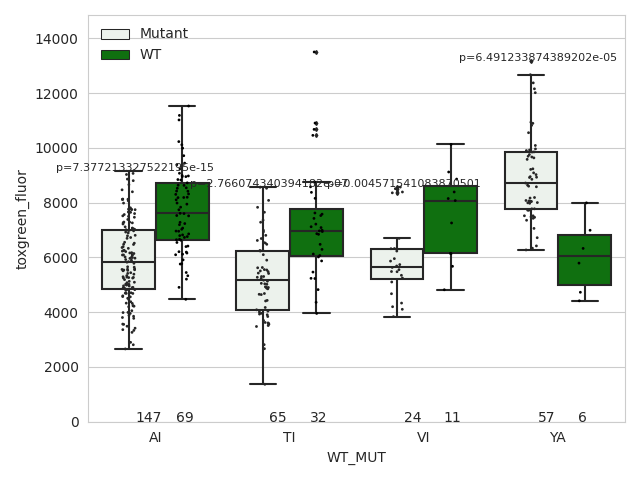 14000
12000
10000
8000
6000
4000
2000
0
toxgreen_fluor
Mutant
WT
p=6.491233874389202e-05
p=7.377213327522195e-15
147 69 65 32 24 11 57 6
AI TI VI YA
WT_MUT